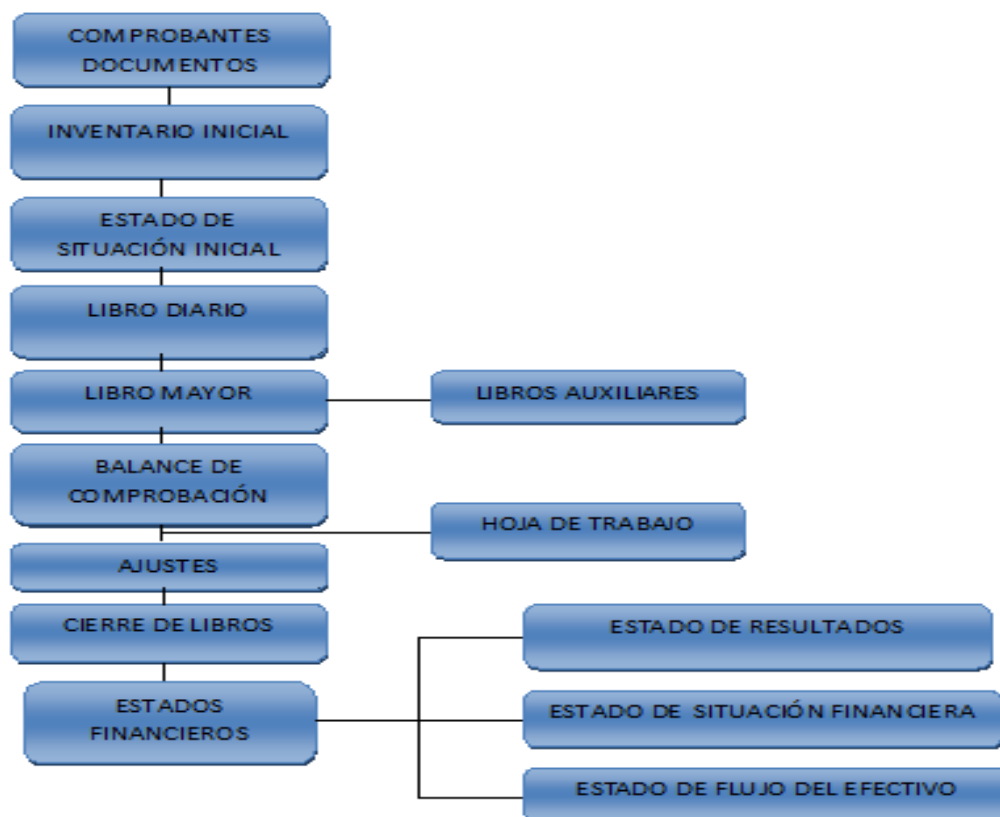 COMPROBANTES
DOCUMENTOS
INVENTARIO INICIAL
ESTADO DE
SITUACIÓN INICIAL
LIBRO DIARIO
LIBRO MAYOR
LIBROS AUXILIARES
BALANCE DE
COMPROBACIÓN
HOJA DE TRABAJO
AJUSTES
CIERRE DE LIBROS
ESTADO DE RESULTADOS
ESTADOS
FINANCIEROS
ESTADO DE SITUACIÓN FINANCIERA
ESTADO DE FLUJO DEL EFECTIVO